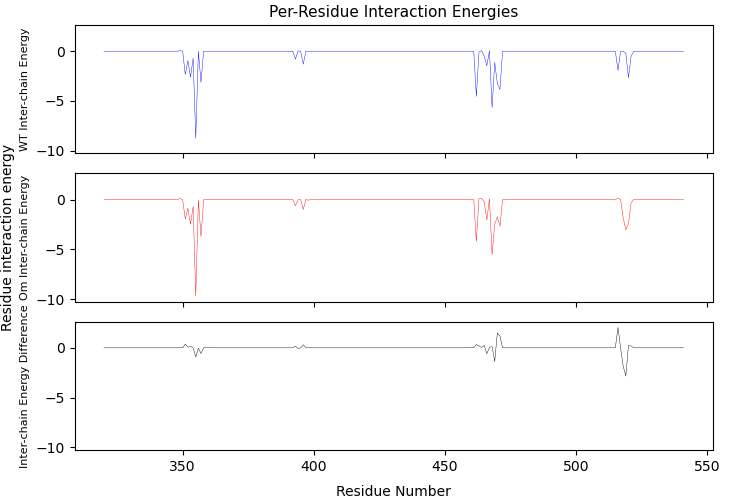 Per-Residue Interaction Energies
Residue interaction energy
WT Inter-chain Energy
0
−5
−10
Om Inter-chain Energy
0
−5
−10
Inter-chain Energy Difference
0
−5
−10
350
400
450
500
550
Residue Number